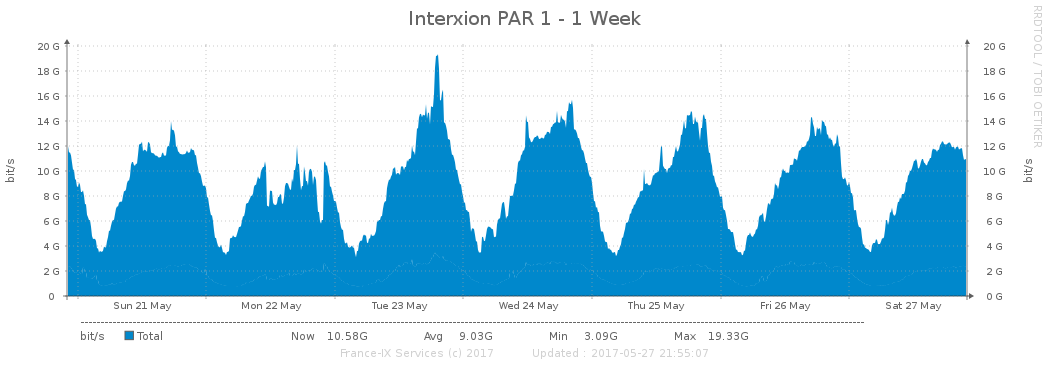 Interxion PAR 1 - 1 Week
RRDTOOL / TOBI OETIKER
20 G 20 G
18 G 18 G
16 G 16 G
14 G 14 G
12 G 12 G
10 G 10 G
8 G 8 G
6 G 6 G
4 G 4 G
2 G 2 G
0 0 G
bit/s
bit/s
Sun 21 May Mon 22 May Tue 23 May Wed 24 May Thu 25 May Fri 26 May Sat 27 May
bit/s Total Now 10.58G Avg 9.03G Min 3.09G Max 19.33G
France-IX Services (c) 2017 Updated : 2017-05-27 21:55:07